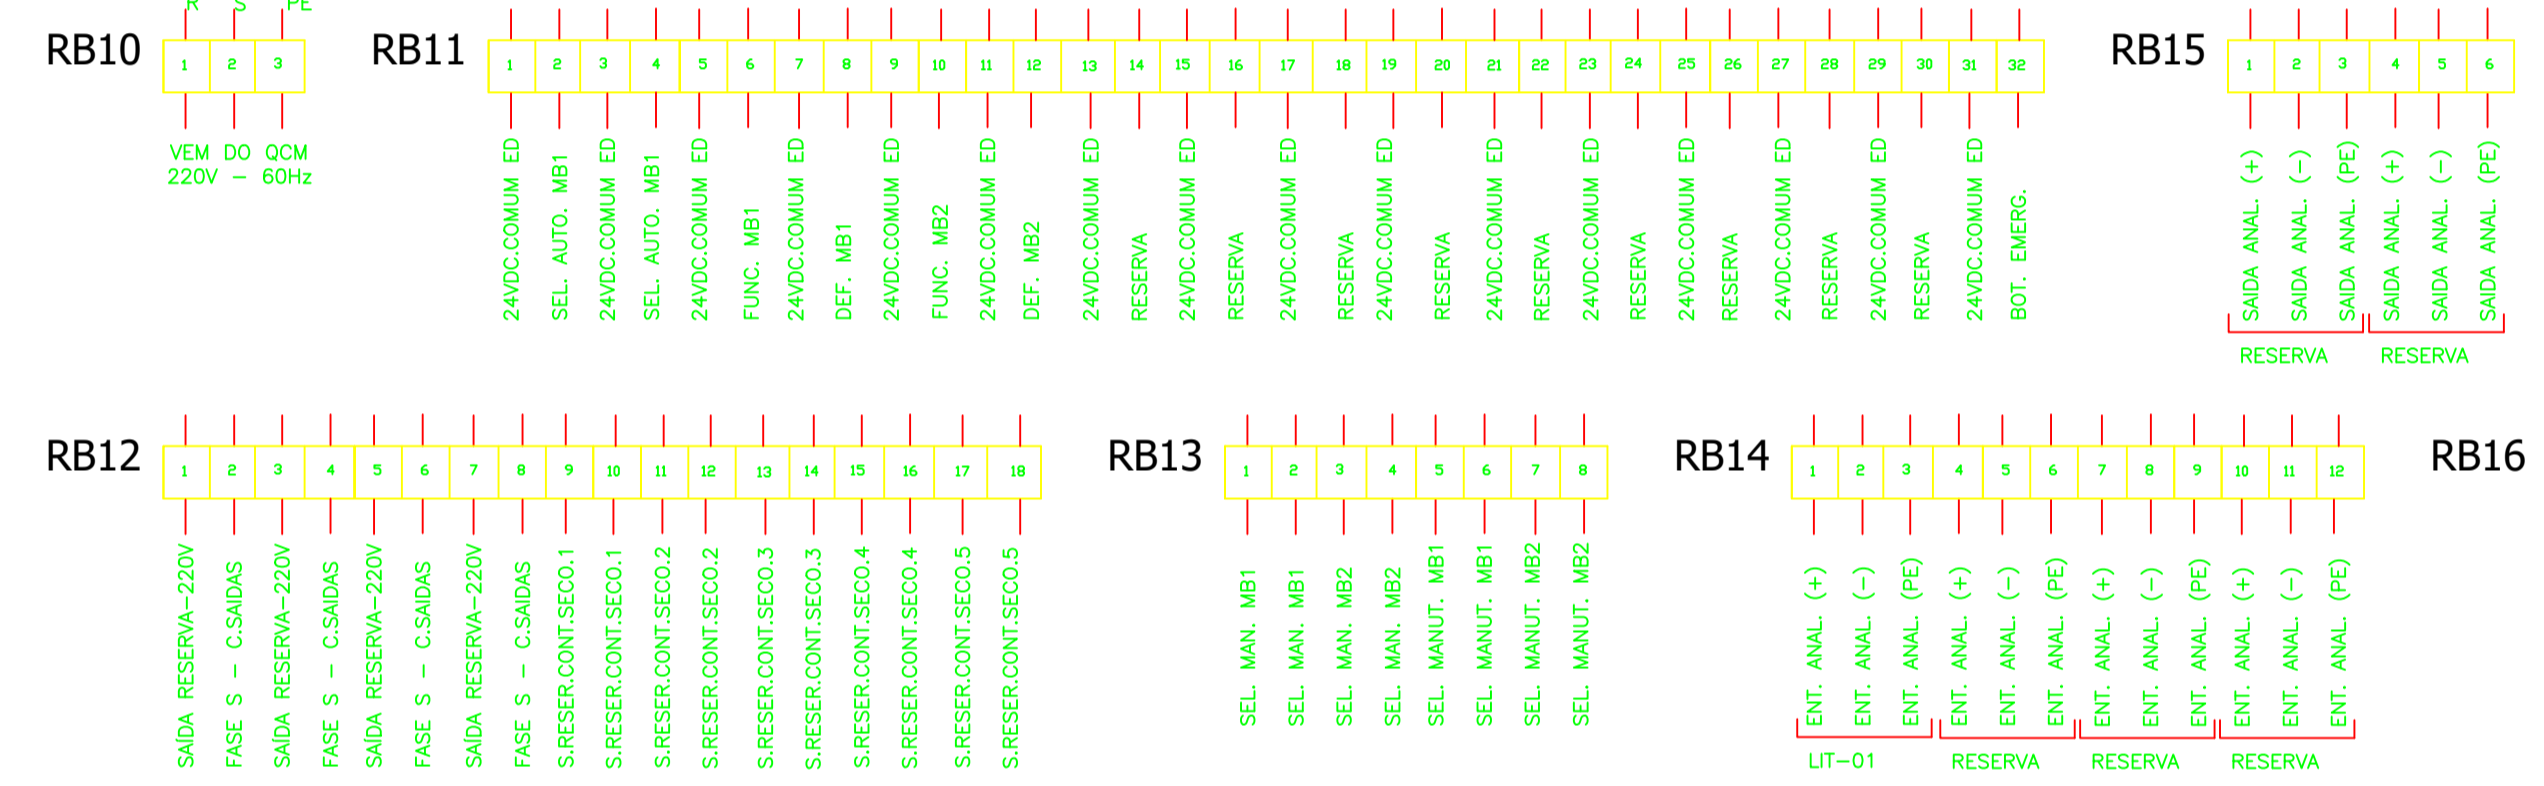 R S PE
RB10
1 2 3
VEM DO QCM
220V - 60Hz
RB11
1 2 3 4 5 6 7 8 9 10 11 12 13 14 15 16 17 18 19 20 21 22 23 24 25 26 27 28 29 30 31 32
24VDC.COMUM ED
SEL. AUTO. MB1
24VDC.COMUM ED
SEL. AUTO. MB1
24VDC.COMUM ED
FUNC. MB1
24VDC.COMUM ED
DEF. MB1
24VDC.COMUM ED
FUNC. MB2
24VDC.COMUM ED
DEF. MB2
24VDC.COMUM ED
RESERVA
24VDC.COMUM ED
RESERVA
24VDC.COMUM ED
RESERVA
24VDC.COMUM ED
RESERVA
24VDC.COMUM ED
RESERVA
24VDC.COMUM ED
RESERVA
24VDC.COMUM ED
RESERVA
24VDC.COMUM ED
RESERVA
24VDC.COMUM ED
RESERVA
24VDC.COMUM ED
BOT. EMERG.
RB15
1 2 3 4 5 6
SAIDA ANAL. (+)
SAIDA ANAL. (-)
SAIDA ANAL. (PE)
SAIDA ANAL. (+)
SAIDA ANAL. (-)
SAIDA ANAL. (PE)
RESERVA
RESERVA
RB12
1 2 3 4 5 6 7 8 9 10 11 12 13 14 15 16 17 18
SAÍDA RESERVA-220V
FASE S - C.SAIDAS
SAÍDA RESERVA-220V
FASE S - C.SAIDAS
SAÍDA RESERVA-220V
FASE S - C.SAIDAS
SAÍDA RESERVA-220V
FASE S - C.SAIDAS
S.RESER.CONT.SECO.1
S.RESER.CONT.SECO.1
S.RESER.CONT.SECO.2
S.RESER.CONT.SECO.2
S.RESER.CONT.SECO.3
S.RESER.CONT.SECO.3
S.RESER.CONT.SECO.4
S.RESER.CONT.SECO.4
S.RESER.CONT.SECO.5
S.RESER.CONT.SECO.5
RB13
1 2 3 4 5 6 7 8
SEL. MAN. MB1
SEL. MAN. MB1
SEL. MAN. MB2
SEL. MAN. MB2
SEL. MANUT. MB1
SEL. MANUT. MB1
SEL. MANUT. MB2
SEL. MANUT. MB2
RB14
1 2 3 4 5 6 7 8 9 10 11 12
ENT. ANAL. (+)
ENT. ANAL. (-)
ENT. ANAL. (PE)
ENT. ANAL. (+)
ENT. ANAL. (-)
ENT. ANAL. (PE)
ENT. ANAL. (+)
ENT. ANAL. (-)
ENT. ANAL. (PE)
ENT. ANAL. (+)
ENT. ANAL. (-)
ENT. ANAL. (PE)
LIT-01
RESERVA
RESERVA
RESERVA
RB16